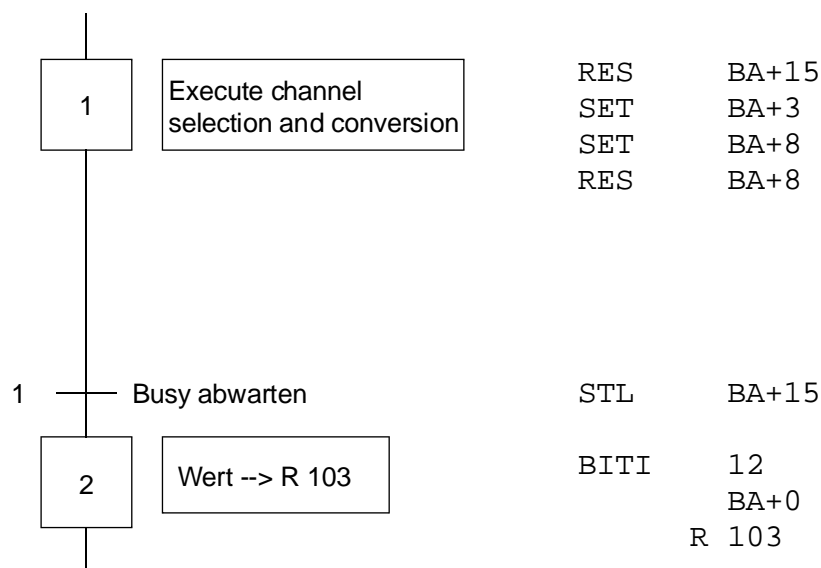 1
Execute channel
selection and conversion
RES BA+15
SET BA+3
SET BA+8
RES BA+8
1 Busy abwarten
STL BA+15
2
Wert --> R 103
BITI 12
BA+0
R 103